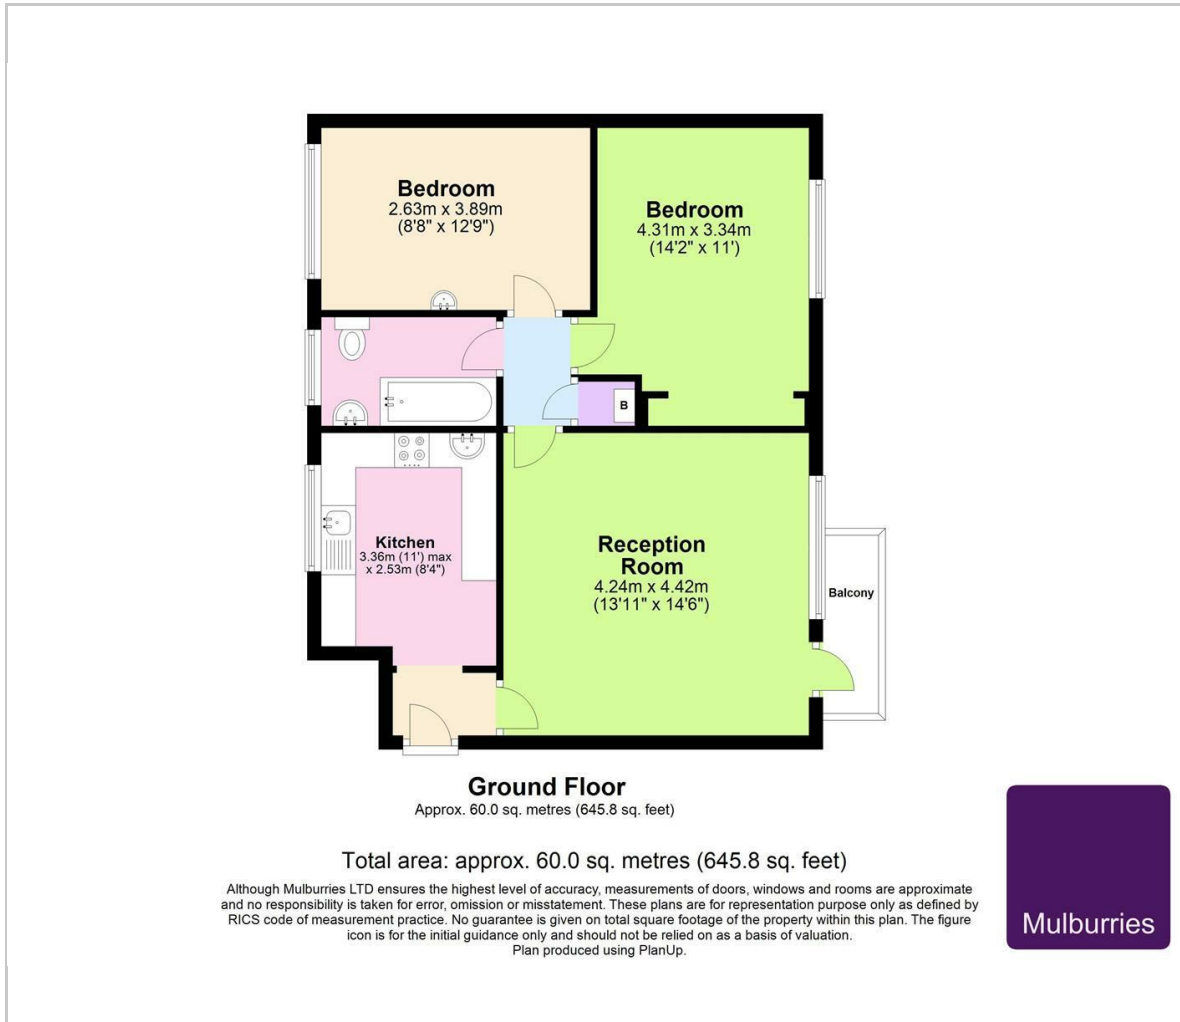 Bedroom
2.63m x 3.89m
(8'8" x 12'9")
Bedroom
4.31m x 3.34m
(14'2" x 11')
B
Kitchen
3.36m (11') max
x 2.53m (8'4")
Reception
Room
4.24m x 4.42m
(13'11" x 14'6")
Balcony
Ground Floor
Approx. 60.0 sq. metres (645.8 sq. feet)
Total area: approx. 60.0 sq. metres (645.8 sq. feet)
Although Mulburries LTD ensures the highest level of accuracy, measurements of doors, windows and rooms are approximate
and no responsibility is taken for error, omission or misstatement. These plans are for representation purpose only as defined by
RICS code of measurement practice. No guarantee is given on total square footage of the property within this plan. The figure
icon is for the initial guidance only and should not be relied on as a basis of valuation.
Plan produced using PlanUp.
Mulburries